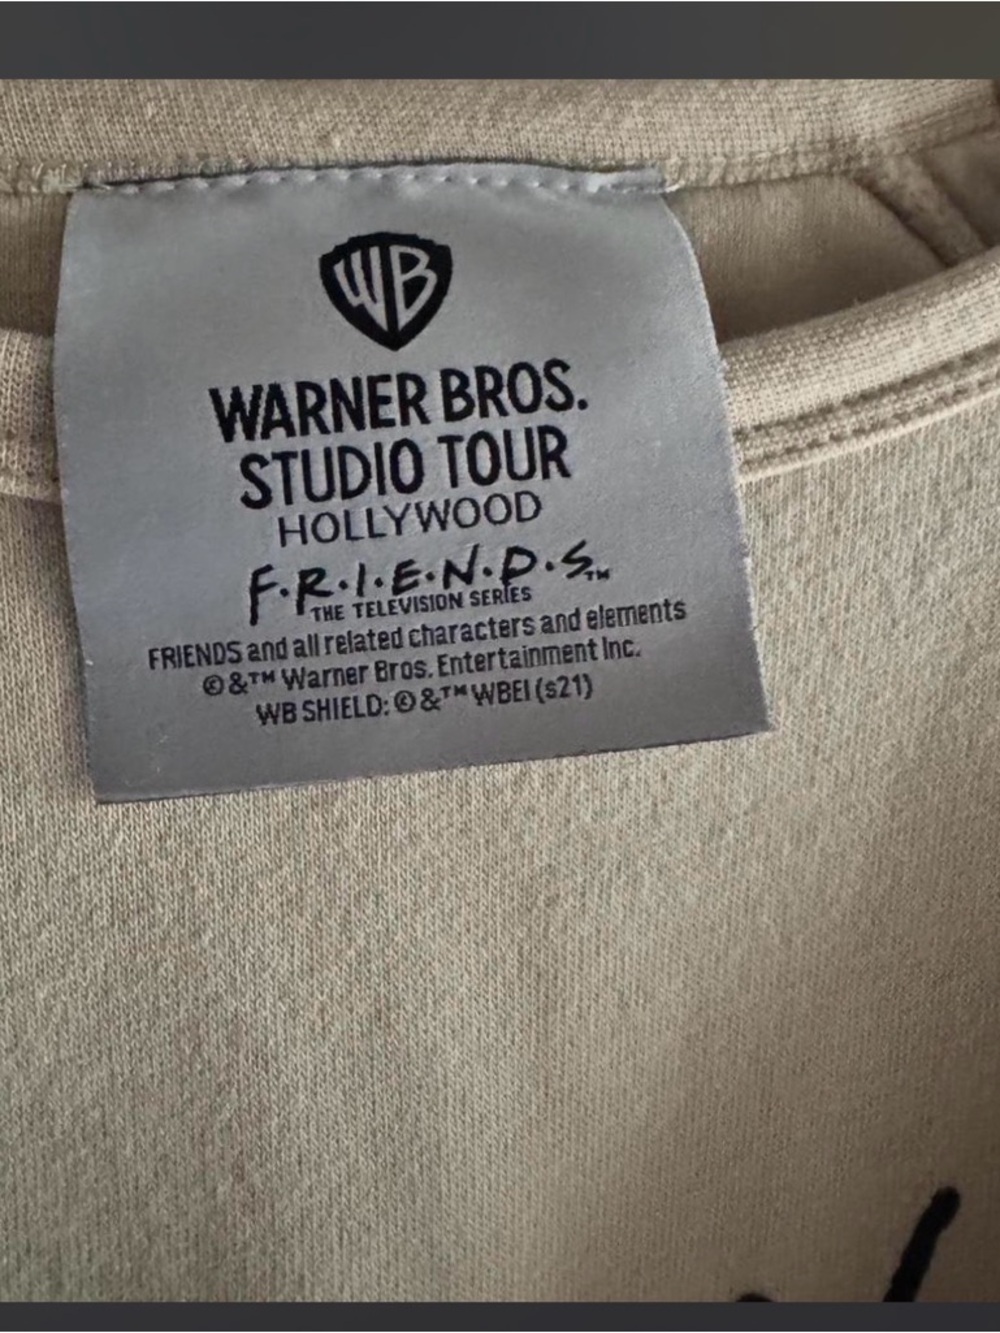 WB
WARNER BROS.
STUDIO TOUR
HOLLYWOOD
F·R·I·E·N·D·S™
THE TELEVISION SERIES
FRIENDS and all related characters and elements
©&™ Warner Bros. Entertainment Inc.
WB SHIELD: ©&™ WBEI (s21)